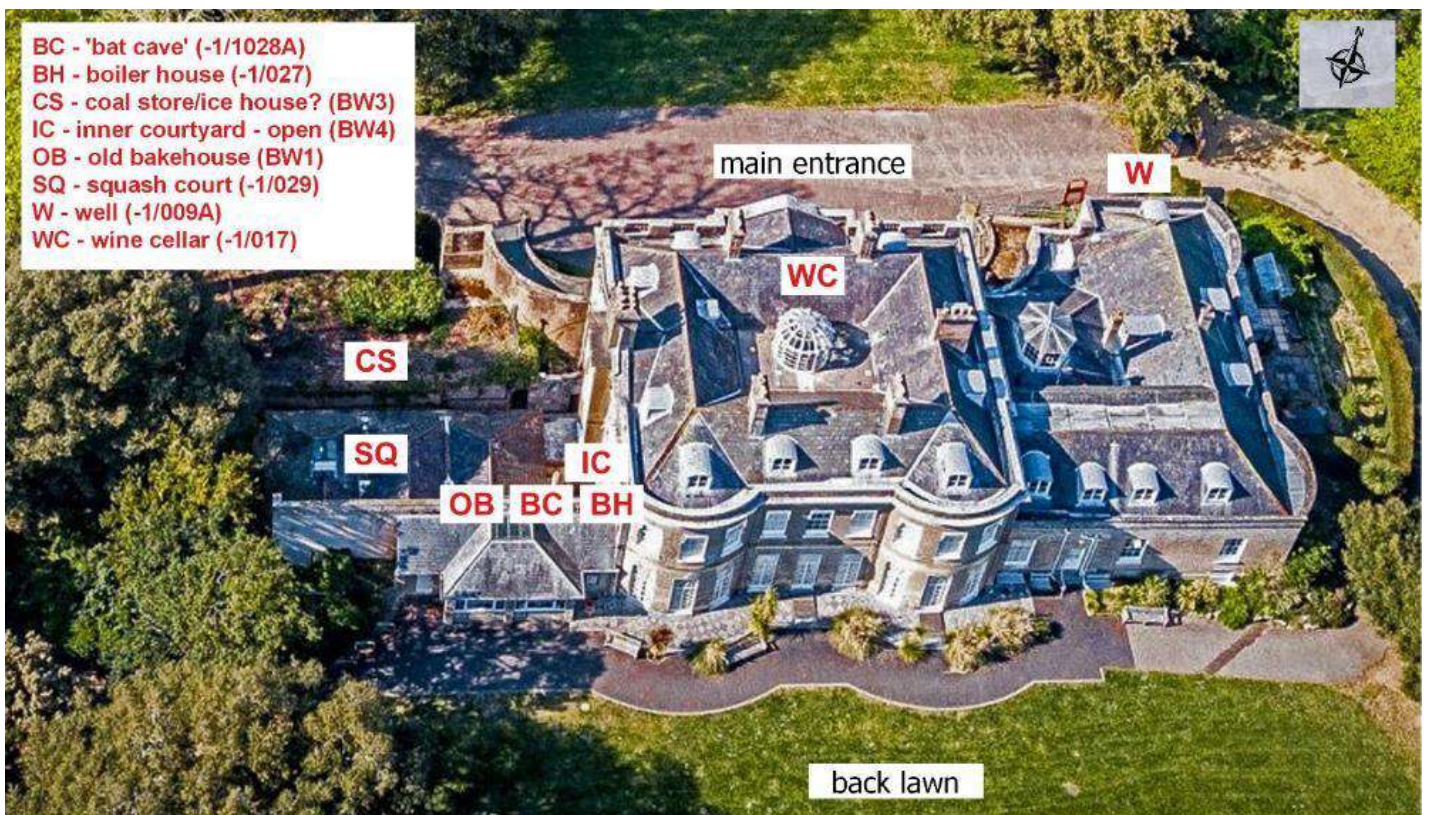 BC - 'bat cave' (-1/1028A)
BH - boiler house (-1/027)
CS - coal store/ice house? (BW3)
IC - inner courtyard - open (BW4)
OB - old bakehouse (BW1)
SQ - squash court (-1/029)
W - well (-1/009A)
WC - wine cellar (-1/017)
N
main entrance
W
WC
CS
SQ
IC
OB BC BH
back lawn